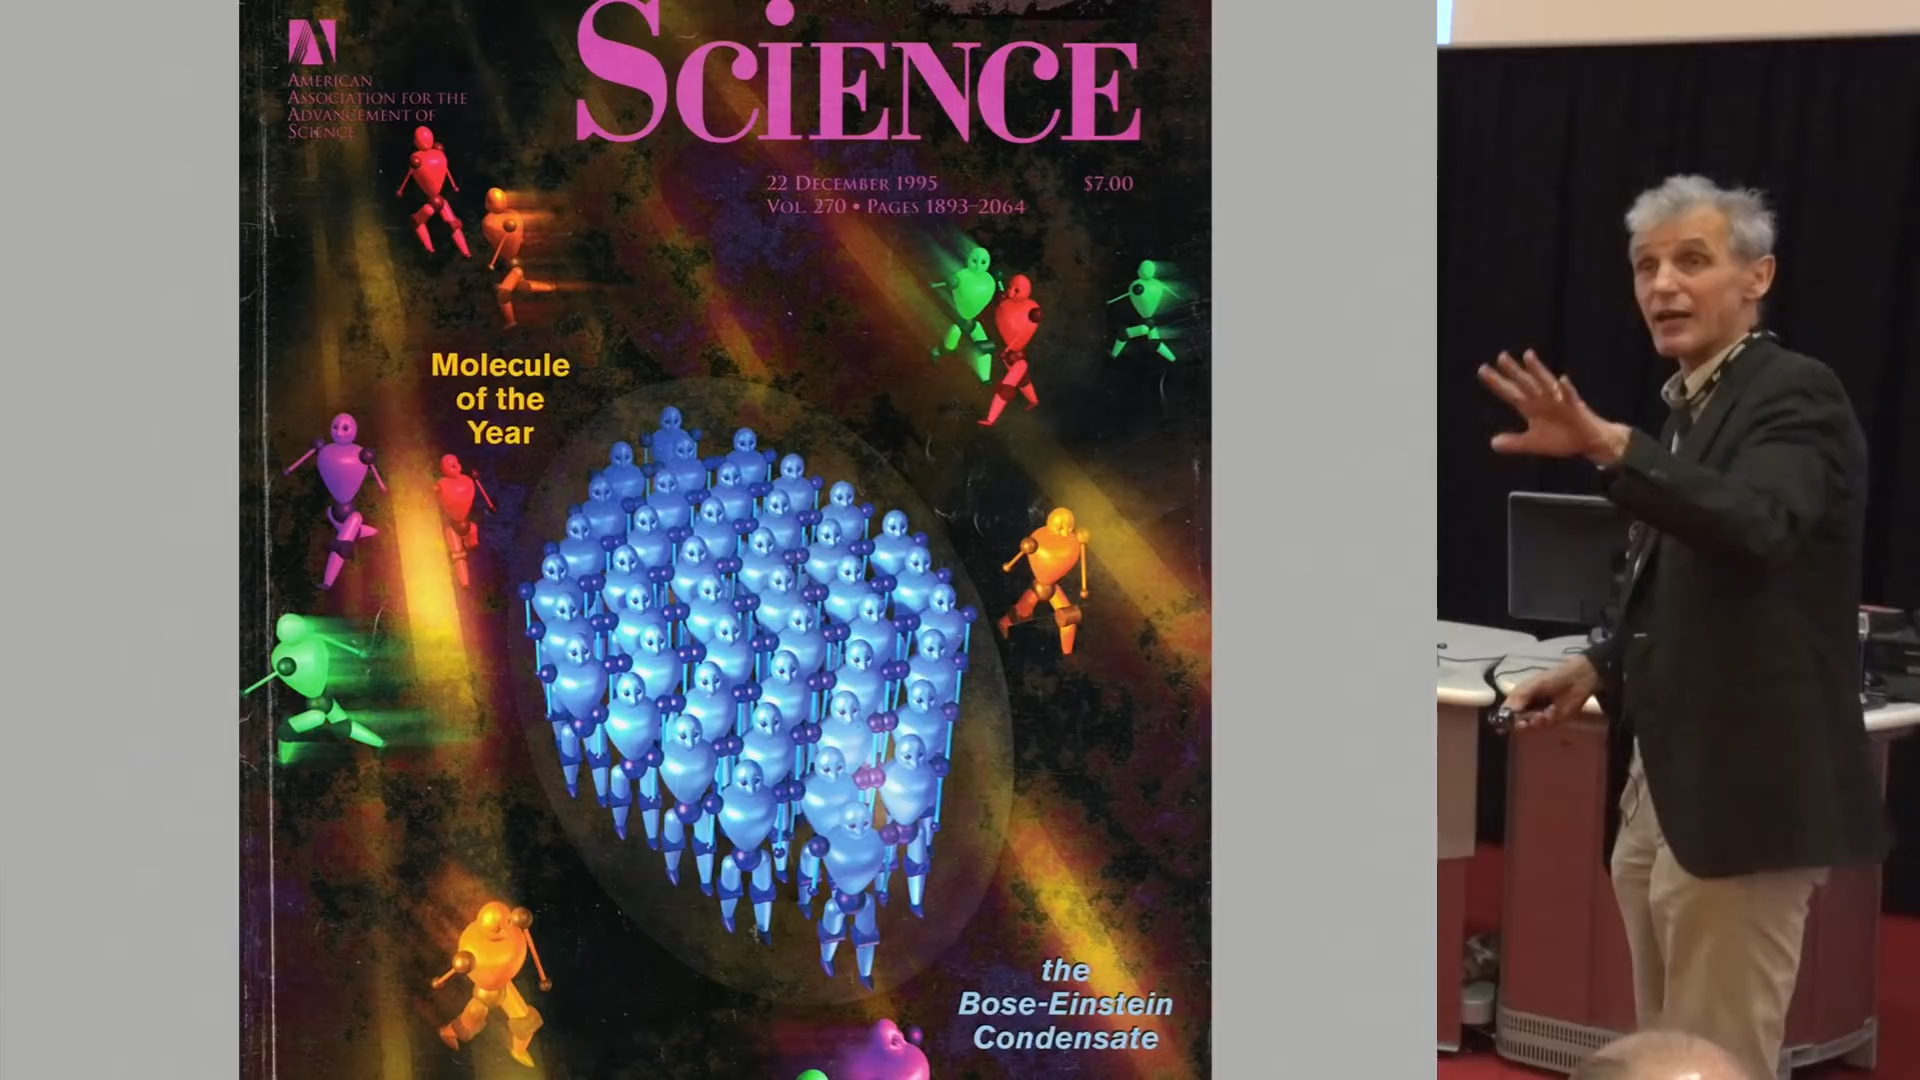 SCIENCE
AMERICAN
ASSOCIATION FOR THE
ADVANCEMENT OF
SCIENCE
22 DECEMBER 1995
$7.00
VOL. 270 • PAGES 1893–2064
Molecule
of the
Year
the
Bose-Einstein
Condensate